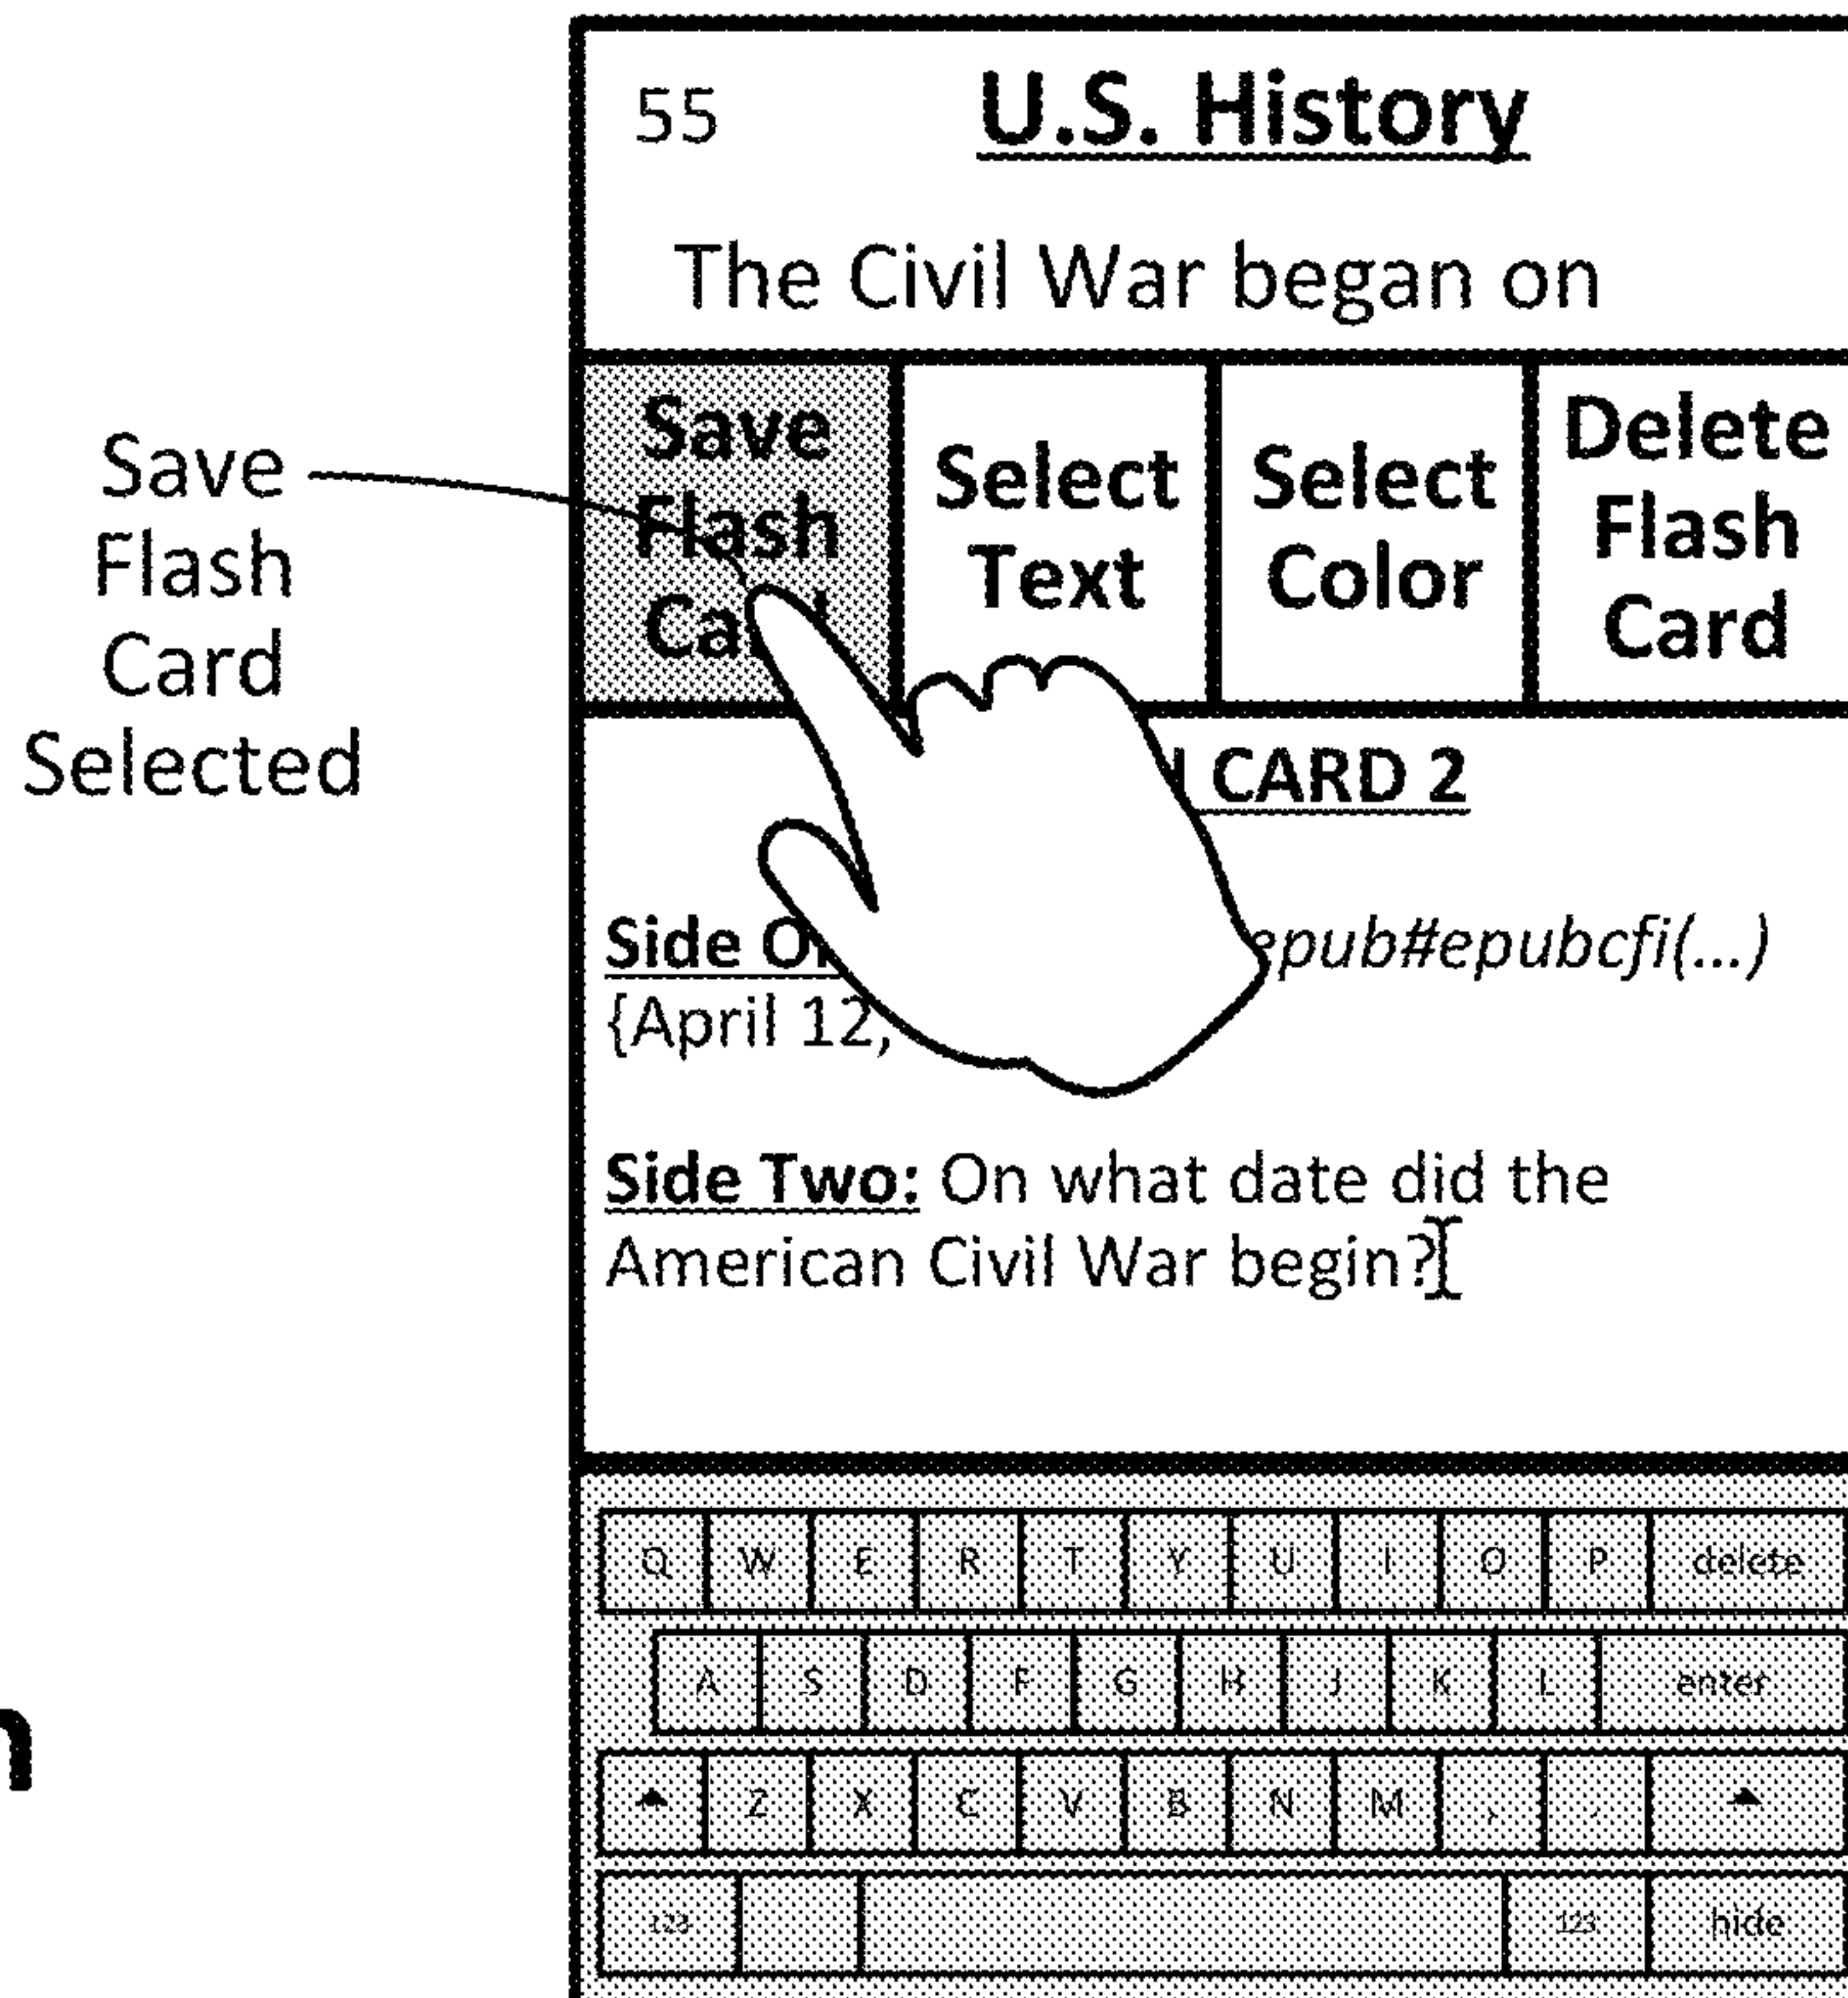 55 U.S. History
The Civil War began on
Save
Flash
Card
Selected
Save
Flash
Select
Text
Select
Color
Delete
Flash
Card
CARD 2
Side epub#epubcfi(...)
{April 12,
Side Two: On what date did the
American Civil War begin?
Q W E R T Y U I O P delete
A S D F G H J K L enter
Z X C V B N M , .
123 123 hide